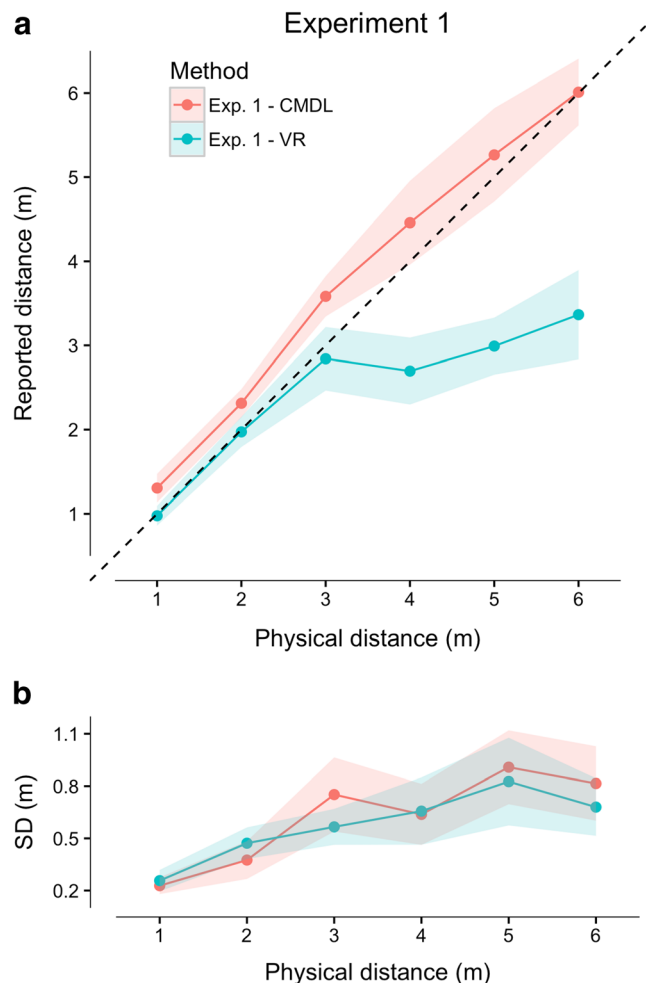 a
Experiment 1
Method
Exp. 1 - CMDL
Exp. 1 - VR
Reported distance (m)
6
5
4
3
2
1
1 2 3 4 5 6
Physical distance (m)
b
SD (m)
1.1
0.8
0.5
0.2
1 2 3 4 5 6
Physical distance (m)